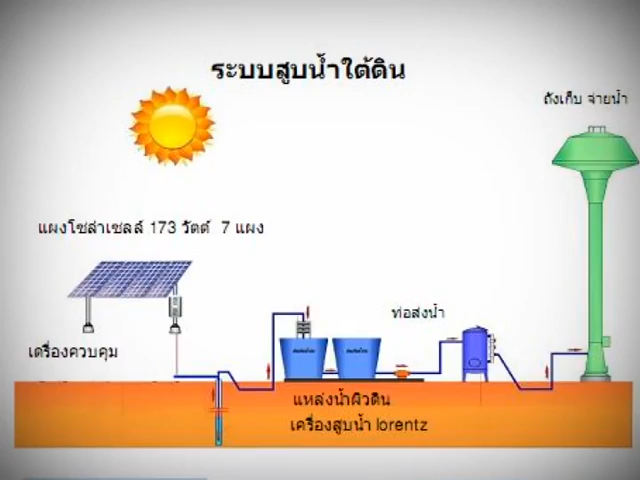 ระบบสูบน้ำใต้ดิน
ถังเก็บ จ่ายน้ำ
แผงโซล่าเซลล์ 173 วัตต์ 7 แผง
ท่อส่งน้ำ
เครื่องควบคุม
แหล่งน้ำผิวดิน
เครื่องสูบน้ำ lorentz